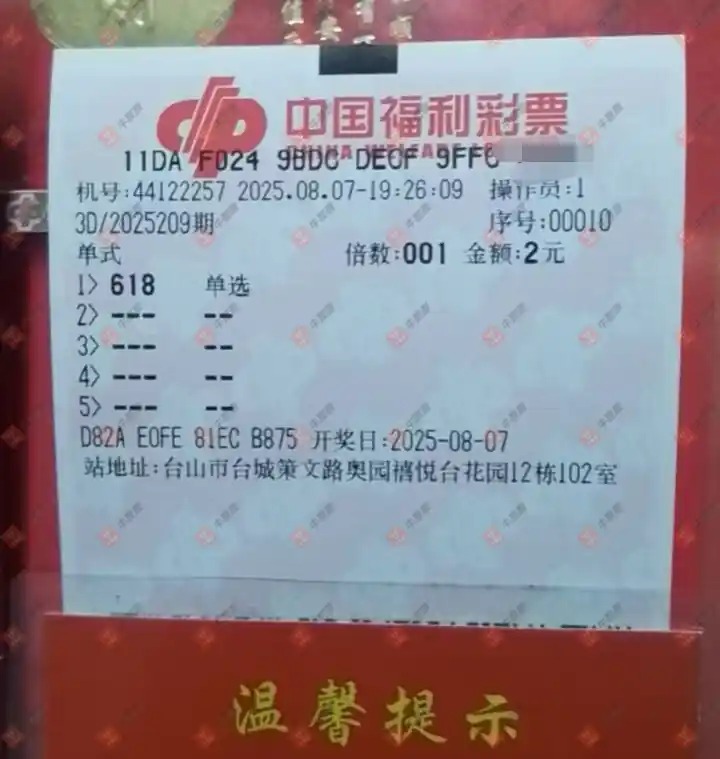 中国福利彩票
11DA F024 9BDC DECF 9FFC
机号:44122257 2025.08.07-19:26:09 操作员:1
3D/2025209期 序号:00010
单式 倍数:001 金额:2元
1> 618 单选
2> --- --
3> --- --
4> --- --
5> --- --
D82A E0FE 81EC B875 开奖日:2025-08-07
站地址:台山市台城策文路奥园禧悦台花园12栋102室
温馨提示